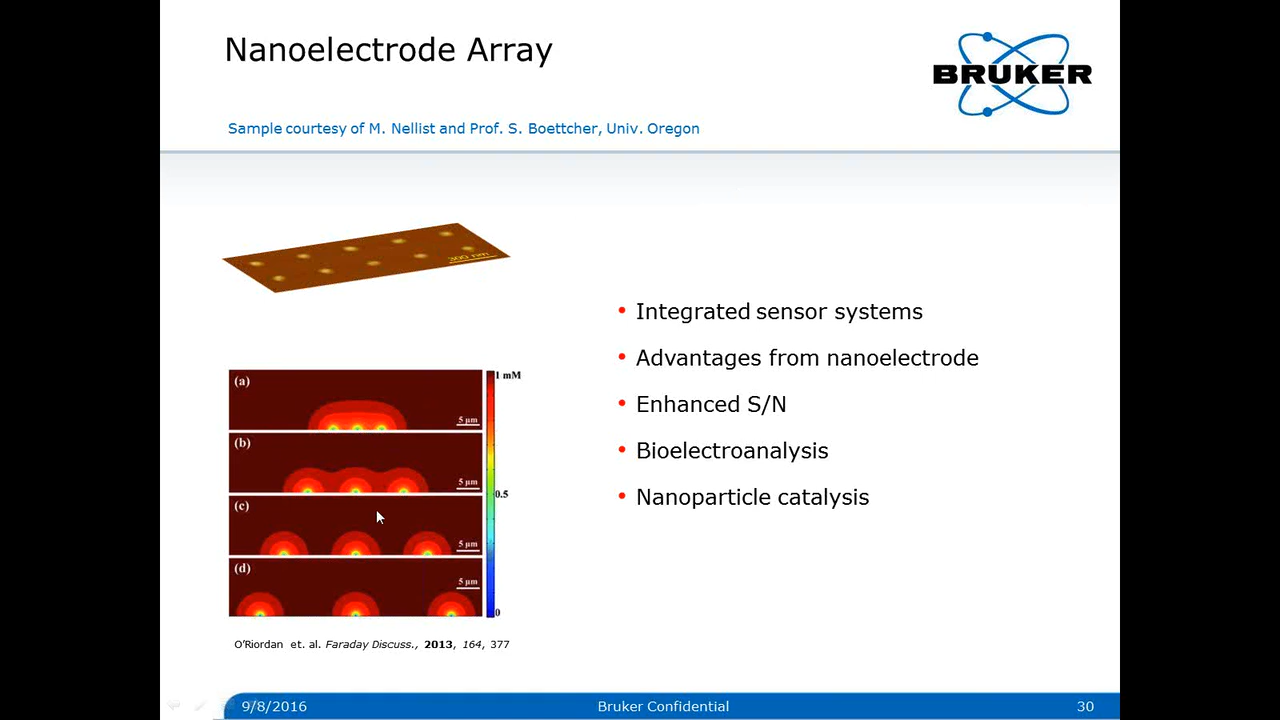 Nanoelectrode Array
BRUKER
Sample courtesy of M. Nellist and Prof. S. Boettcher, Univ. Oregon
300 nm
• Integrated sensor systems
• Advantages from nanoelectrode
• Enhanced S/N
• Bioelectroanalysis
• Nanoparticle catalysis
(a)
5 μm
(b)
5 μm
(c)
5 μm
(d)
5 μm
1 mM
0.5
0
O'Riordan et. al. Faraday Discuss., 2013, 164, 377
9/8/2016
Bruker Confidential
30